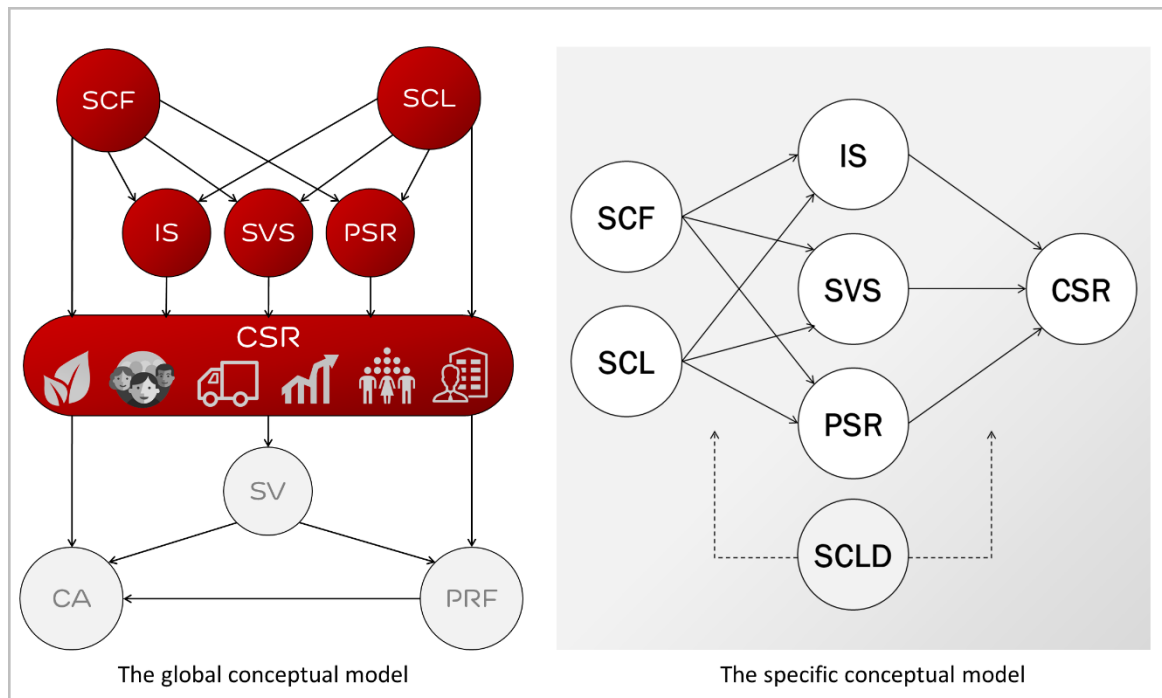 SCF
SCL
IS
SVS
PSR
CSR
SV
CA
PRF
The global conceptual model
SCF
SCL
IS
SVS
PSR
CSR
SCLD
The specific conceptual model